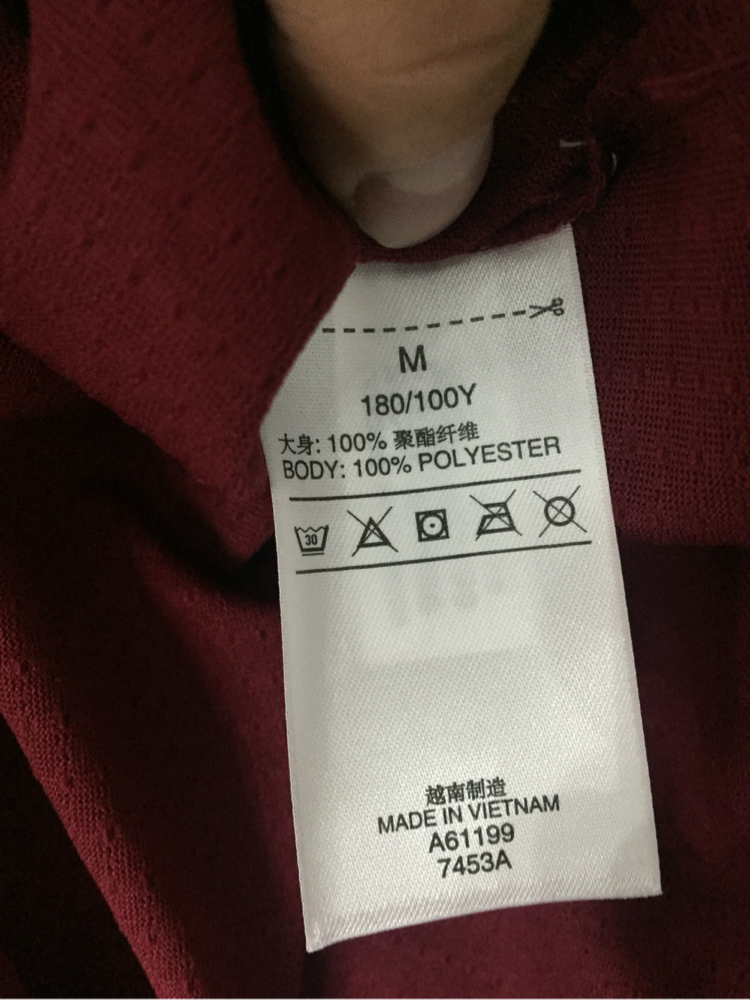 M
180/100Y
大身: 100% 聚酯纤维
BODY: 100% POLYESTER
30
越南制造
MADE IN VIETNAM
A61199
7453A